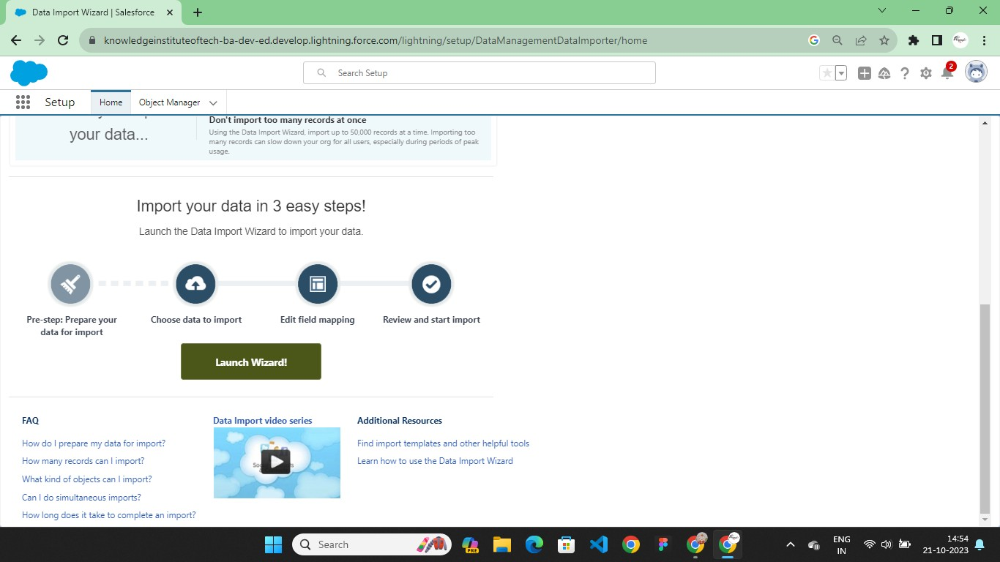 Data Import Wizard | Salesforce
knowledgeinstituteoftech-ba-dev-ed.develop.lightning.force.com/lightning/setup/DataManagementDataImporter/home
Search Setup
2
Setup
Home
Object Manager
your data...
Don't import too many records at once
Using the Data Import Wizard, import up to 50,000 records at a time. Importing too
many records can slow down your org for all users, especially during periods of peak
usage.
Import your data in 3 easy steps!
Launch the Data Import Wizard to import your data.
Pre-step: Prepare your
data for import
Choose data to import
Edit field mapping
Review and start import
Launch Wizard!
FAQ
How do I prepare my data for import?
How many records can I import?
What kind of objects can I import?
Can I do simultaneous imports?
How long does it take to complete an import?
Data Import video series
Additional Resources
Find import templates and other helpful tools
Learn how to use the Data Import Wizard
Search
PRE
ENG
IN
14:54
21-10-2023